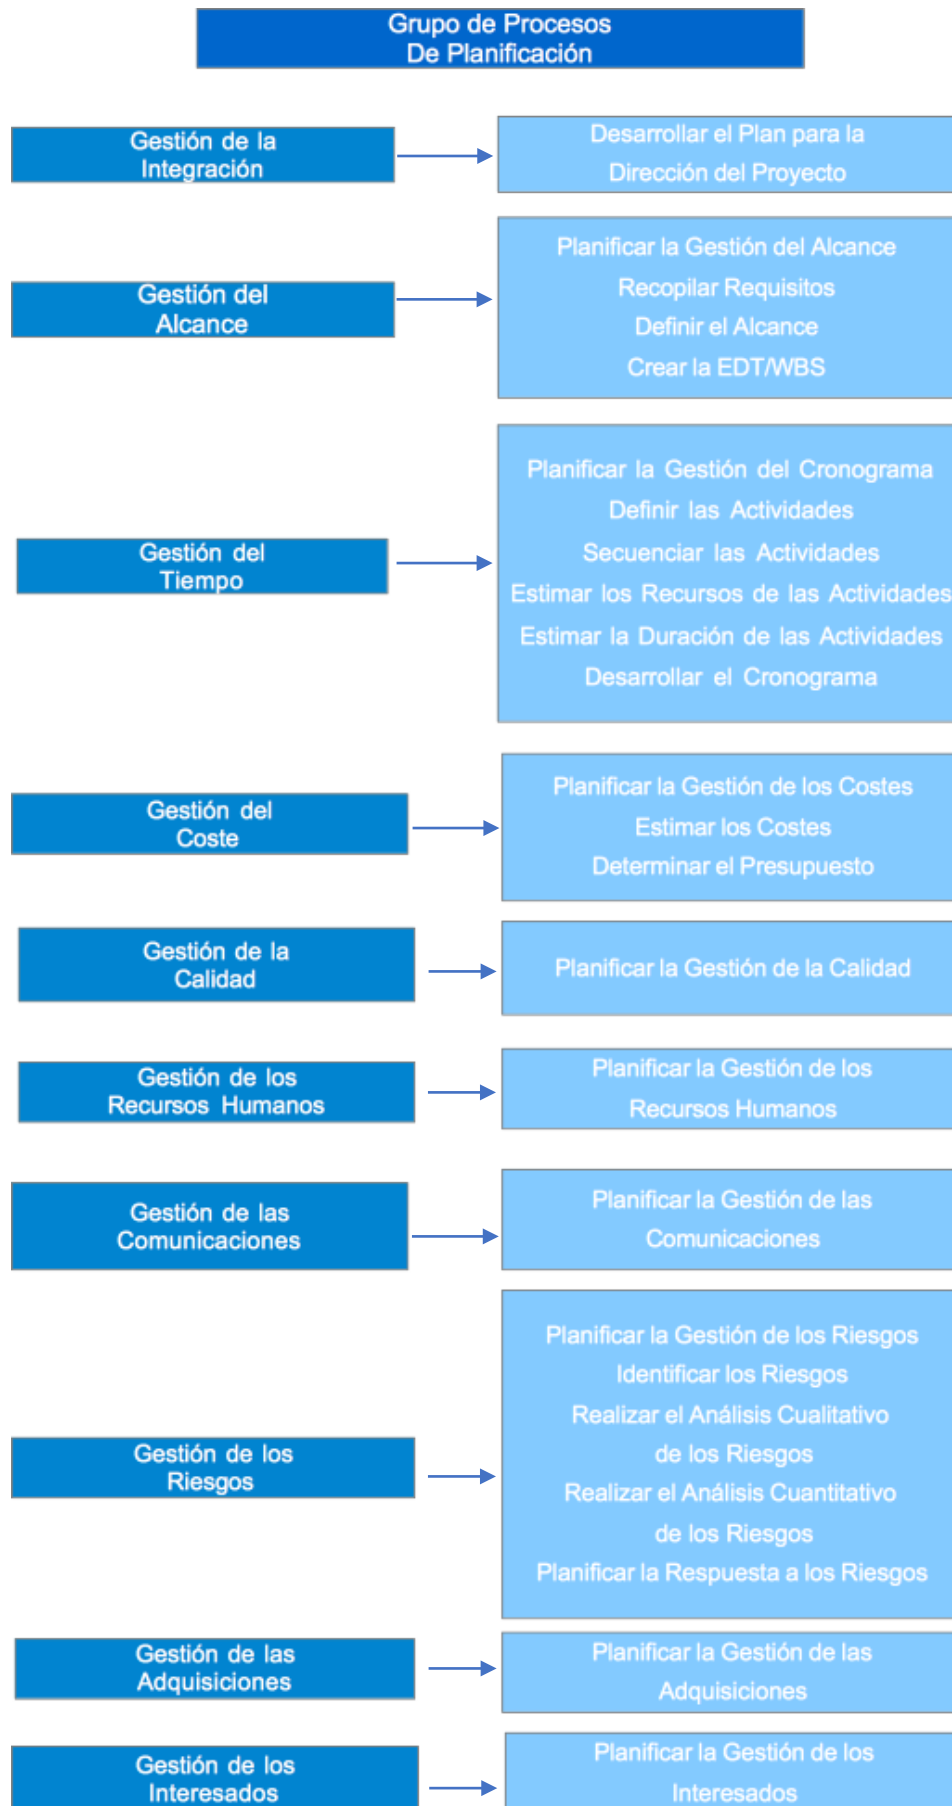 Grupo de Procesos
De Planificación
Gestión de la
Integración
Desarrollar el Plan para la
Dirección del Proyecto
Gestión del
Alcance
Planificar la Gestión del Alcance
Recopilar Requisitos
Definir el Alcance
Crear la EDT/WBS
Gestión del
Tiempo
Planificar la Gestión del Cronograma
Definir las Actividades
Secuenciar las Actividades
Estimar los Recursos de las Actividades
Estimar la Duración de las Actividades
Desarrollar el Cronograma
Gestión del
Coste
Planificar la Gestión de los Costes
Estimar los Costes
Determinar el Presupuesto
Gestión de la
Calidad
Planificar la Gestión de la Calidad
Gestión de los
Recursos Humanos
Planificar la Gestión de los
Recursos Humanos
Gestión de las
Comunicaciones
Planificar la Gestión de las
Comunicaciones
Gestión de los
Riesgos
Planificar la Gestión de los Riesgos
Identificar los Riesgos
Realizar el Análisis Cualitativo
de los Riesgos
Realizar el Análisis Cuantitativo
de los Riesgos
Planificar la Respuesta a los Riesgos
Gestión de las
Adquisiciones
Planificar la Gestión de las
Adquisiciones
Gestión de los
Interesados
Planificar la Gestión de los
Interesados